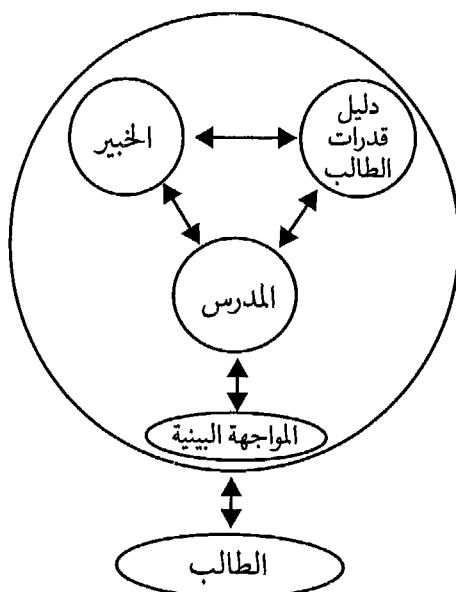 دليل
قدرات
الطالب
الخبير
المدرس
المواجهة البينية
الطالب